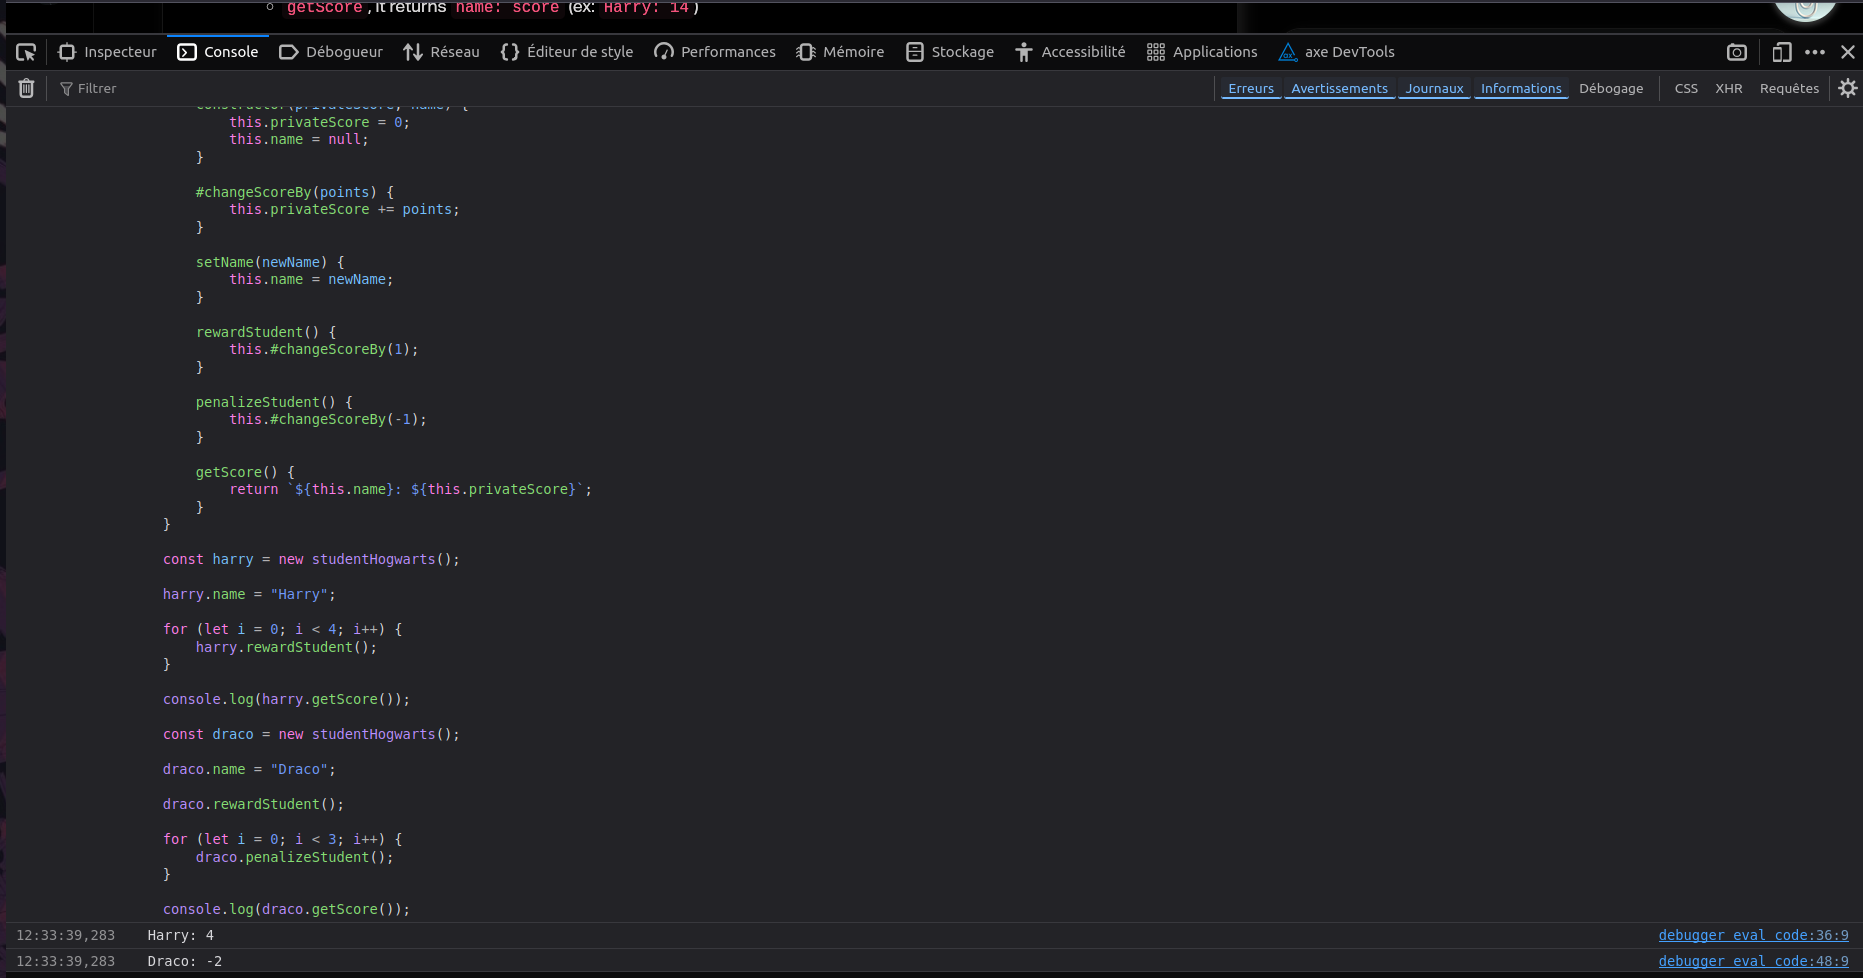 getScore, it returns name: score (ex: Harry: 14)
Inspecteur Console Débogueur Réseau Éditeur de style Performances Mémoire Stockage Accessibilité Applications axe DevTools
Filtrer Erreurs Avertissements Journaux Informations Débogage CSS XHR Requêtes
constructor(privateScore, name) {
this.privateScore = 0;
this.name = null;
}
#changeScoreBy(points) {
this.privateScore += points;
}
setName(newName) {
this.name = newName;
}
rewardStudent() {
this.#changeScoreBy(1);
}
penalizeStudent() {
this.#changeScoreBy(-1);
}
getScore() {
return `${this.name}: ${this.privateScore}`;
}
}
const harry = new studentHogwarts();
harry.name = "Harry";
for (let i = 0; i < 4; i++) {
harry.rewardStudent();
}
console.log(harry.getScore());
const draco = new studentHogwarts();
draco.name = "Draco";
draco.rewardStudent();
for (let i = 0; i < 3; i++) {
draco.penalizeStudent();
}
console.log(draco.getScore());
12:33:39,283 Harry: 4 debugger eval code:36:9
12:33:39,283 Draco: -2 debugger eval code:48:9